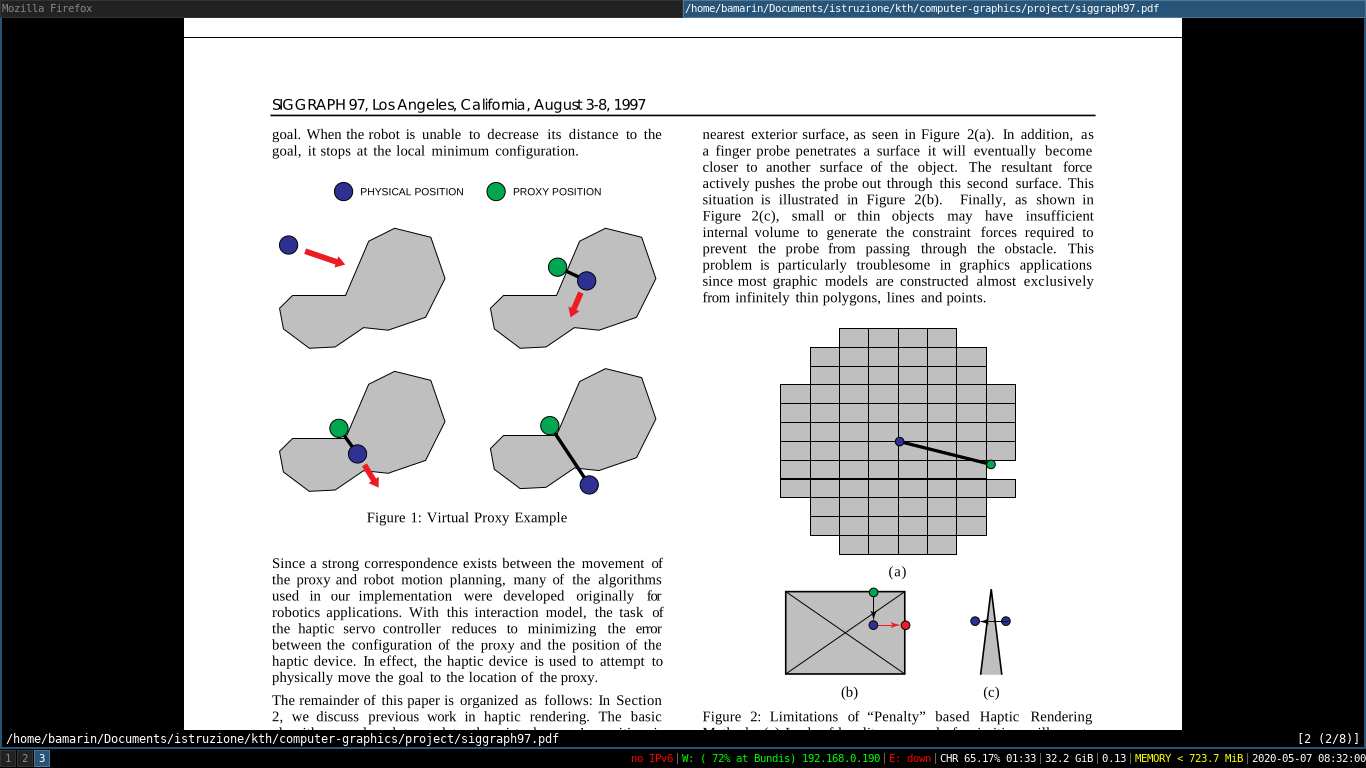 Mozilla Firefox
/home/bamarin/Documents/istruzione/kth/computer-graphics/project/siggraph97.pdf
SIGGRAPH 97, Los Angeles, California, August 3-8, 1997
goal. When the robot is unable to decrease its distance to the
goal, it stops at the local minimum configuration.
PHYSICAL POSITION
PROXY POSITION
Figure 1: Virtual Proxy Example
Since a strong correspondence exists between the movement of
the proxy and robot motion planning, many of the algorithms
used in our implementation were developed originally for
robotics applications. With this interaction model, the task of
the haptic servo controller reduces to minimizing the error
between the configuration of the proxy and the position of the
haptic device. In effect, the haptic device is used to attempt to
physically move the goal to the location of the proxy.
The remainder of this paper is organized as follows: In Section
2, we discuss previous work in haptic rendering. The basic
nearest exterior surface, as seen in Figure 2(a). In addition, as
a finger probe penetrates a surface it will eventually become
closer to another surface of the object. The resultant force
actively pushes the probe out through this second surface. This
situation is illustrated in Figure 2(b). Finally, as shown in
Figure 2(c), small or thin objects may have insufficient
internal volume to generate the constraint forces required to
prevent the probe from passing through the obstacle. This
problem is particularly troublesome in graphics applications
since most graphic models are constructed almost exclusively
from infinitely thin polygons, lines and points.
(a)
(b)
(c)
Figure 2: Limitations of “Penalty” based Haptic Rendering
/home/bamarin/Documents/istruzione/kth/computer-graphics/project/siggraph97.pdf
[2 (2/8)]
1 2 3
no IPv6|W: ( 72% at Bundis) 192.168.0.190|E: down|CHR 65.17% 01:33|32.2 GiB|0.13|MEMORY < 723.7 MiB|2020-05-07 08:32:00